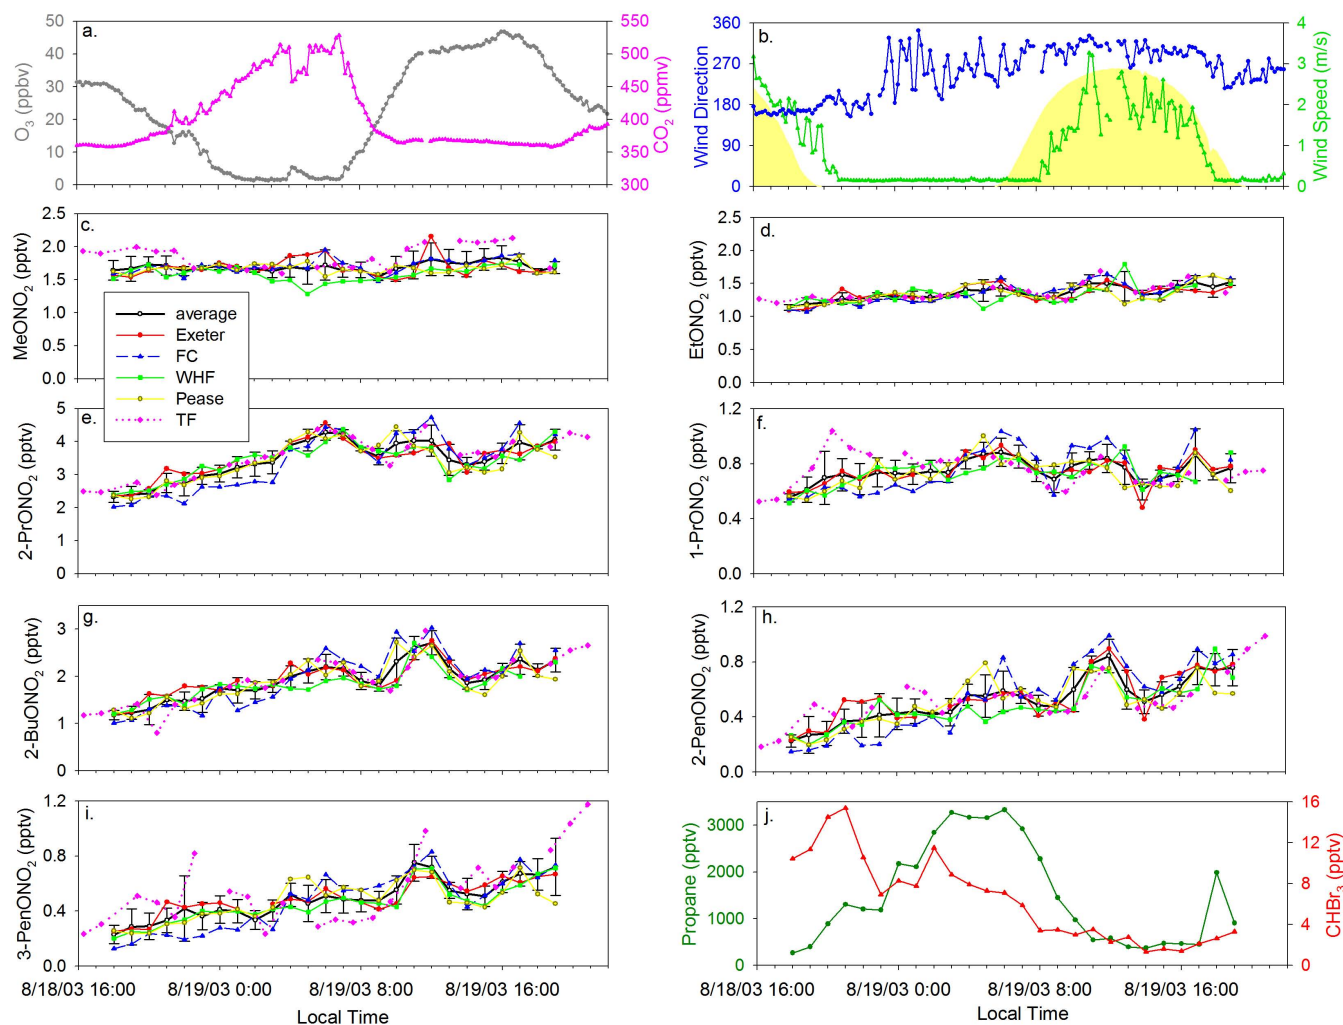 a.
50
40
30
20
10
0
O₃ (ppbv)
550
500
450
400
350
300
CO₂ (ppmv)
b.
360
270
180
90
0
Wind Direction
4
3
2
1
0
Wind Speed (m/s)
c.
2.5
2.0
1.5
1.0
0.5
0.0
MeONO₂ (pptv)
average
Exeter
FC
WHF
Pease
TF
d.
2.5
2.0
1.5
1.0
0.5
0.0
EtONO₂ (pptv)
e.
5
4
3
2
1
0
2-PrONO₂ (pptv)
f.
1.2
0.8
0.4
0.0
1-PrONO₂ (pptv)
g.
3
2
1
0
2-BuONO₂ (pptv)
h.
1.2
0.8
0.4
0.0
2-PenONO₂ (pptv)
i.
1.2
0.8
0.4
0.0
3-PenONO₂ (pptv)
8/18/03 16:00
8/19/03 0:00
8/19/03 8:00
8/19/03 16:00
Local Time
j.
3000
2000
1000
0
Propane (pptv)
16
12
8
4
0
CHBr₃ (pptv)
8/18/03 16:00
8/19/03 0:00
8/19/03 8:00
8/19/03 16:00
Local Time